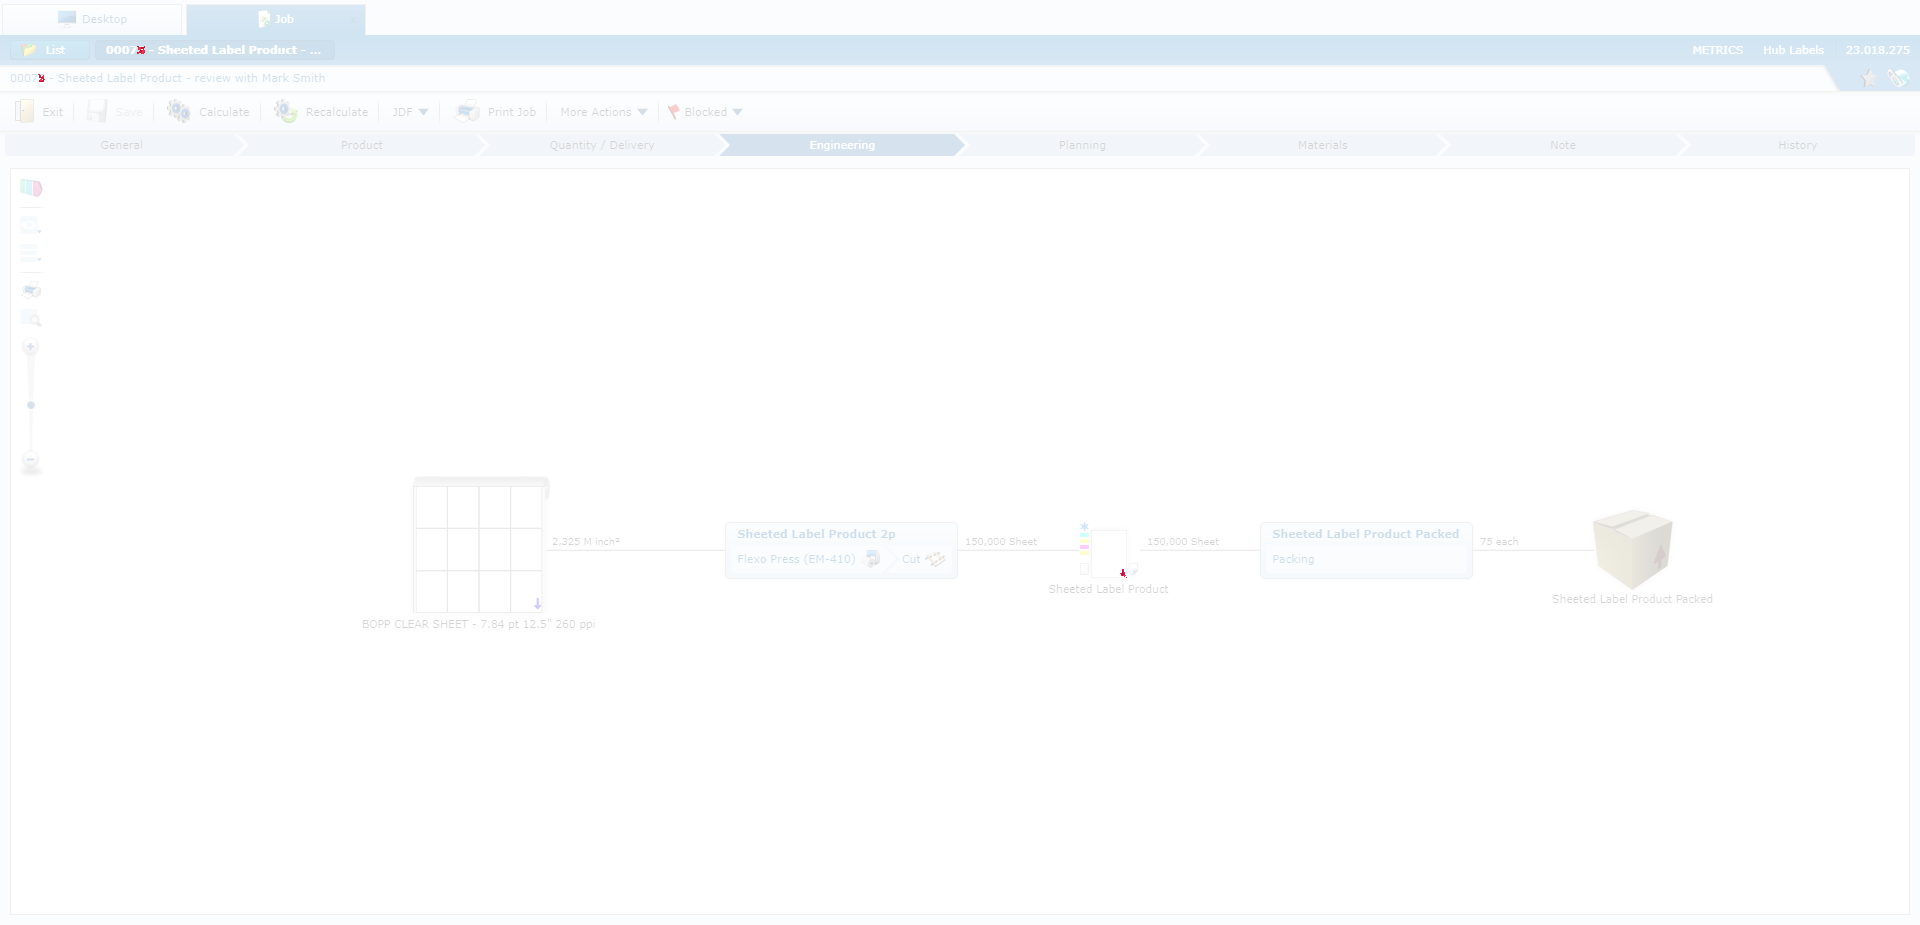 Desktop
Job
List
0007 - Sheeted Label Product - ...
METRICS
Hub Labels
23.018.275
0007 - Sheeted Label Product - review with Mark Smith
Exit
Save
Calculate
Recalculate
JDF
Print Job
More Actions
Blocked
General
Product
Quantity / Delivery
Engineering
Planning
Materials
Note
History
2,325 M inch²
BOPP CLEAR SHEET - 7.84 pt 12.5" 260 ppi
Sheeted Label Product 2p
Flexo Press (EM-410)
Cut
150,000 Sheet
Sheeted Label Product
150,000 Sheet
Sheeted Label Product Packed
Packing
75 each
Sheeted Label Product Packed